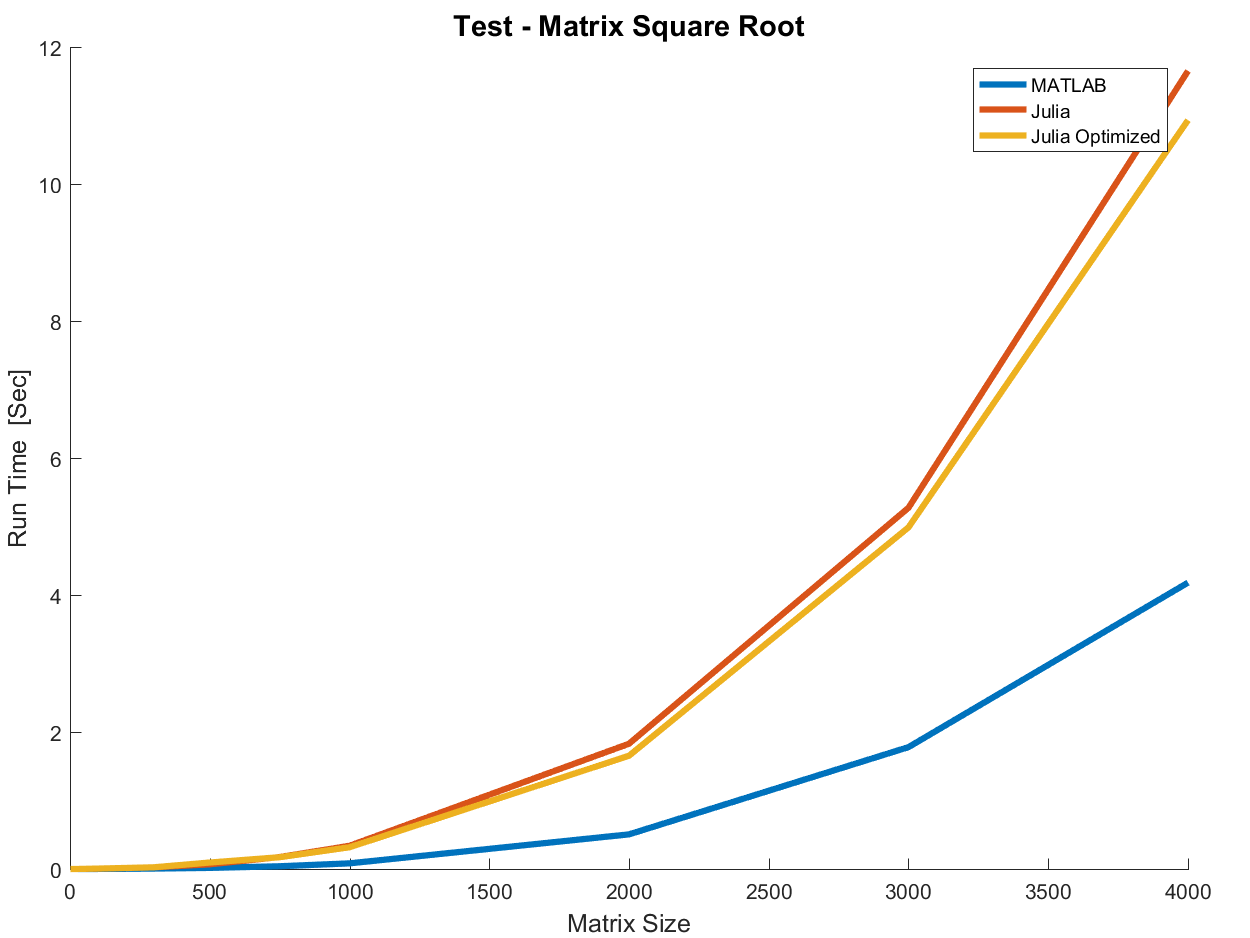 Test - Matrix Square Root
12
10
8
6
4
2
0
Run Time [Sec]
MATLAB
Julia
Julia Optimized
0 500 1000 1500 2000 2500 3000 3500 4000
Matrix Size